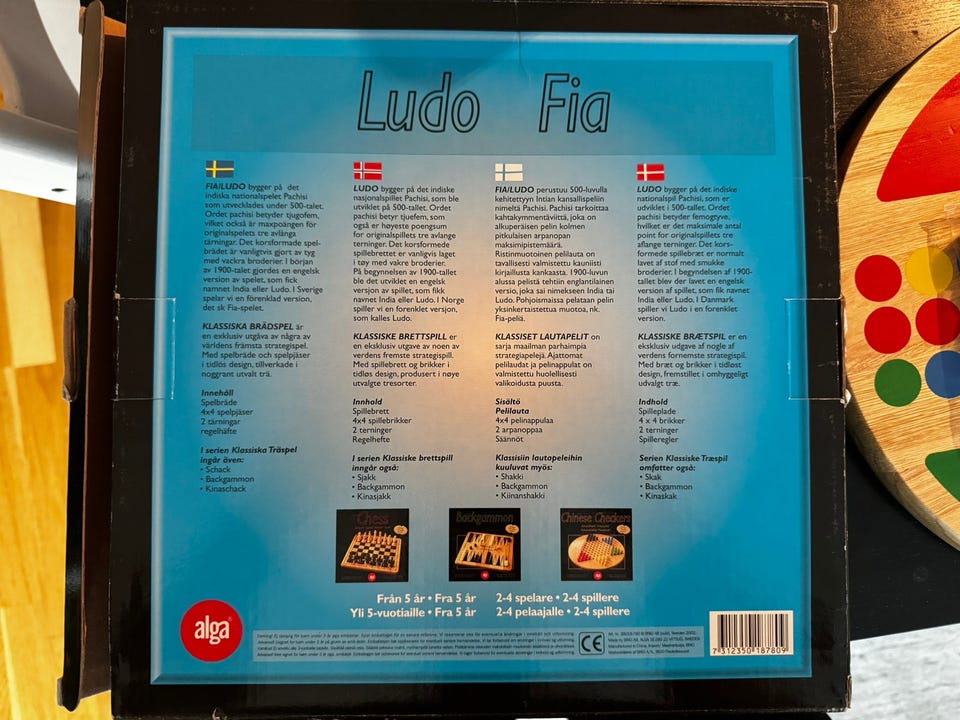 Ludo Fia
FIA/LUDO bygger på det
indiska nationalspelet Pachisi
som utvecklades under 500-talet.
Ordet pachisi betyder tjugofem,
vilket också är maxpoängen för
originalspelets tre avlånga
tärningar. Det korsformade spel-
brädet är vanligtvis gjort av tyg
med vackra broderier. I början
av 1900-talet gjordes en engelsk
version av spelet, som fick
namnet India eller Ludo. I Sverige
spelar vi en förenklad version,
det sk Fia-spelet.
KLASSISKA BRÄDSPEL är
en exklusiv utgåva av några av
världens främsta strategispel.
Med spelbräde och spelpjäser
i tidlös design, tillverkade i
noggrant utvalt trä.
Innehåll
Spelbräde
4x4 spelpjäser
2 tärningar
regelhäfte
I serien Klassiska Träspel
ingår även:
• Schack
• Backgammon
• Kinaschack
LUDO bygger på det indiske
nasjonalspillet Pachisi, som ble
utviklet på 500-tallet. Ordet
pachisi betyr tjuefem, som
også er høyeste poengsum
for originalspillets tre avlange
terninger. Det korsformede
spillebrettet er vanligvis laget
i tøy med vakre broderier.
På begynnelsen av 1900-tallet
ble det utviklet en engelsk
versjon av spillet, som fikk
navnet India eller Ludo. I Norge
spiller vi en forenklet versjon,
som kalles Ludo.
KLASSISKE BRETTSPILL er
en eksklusiv utgave av noen av
verdens fremste strategispill.
Med spillebrett og brikker i
tidløs design, produsert i nøye
utvalgte tresorter.
Innhold
Spillebrett
4x4 spillebrikker
2 terninger
Regelhefte
I serien Klassiske brettspill
inngår også:
• Sjakk
• Backgammon
• Kinasjakk
FIA/LUDO perustuu 500-luvulla
kehitettyyn Intian kansallispeliin
nimeltä Pachisi. Pachisi tarkoittaa
kahtakymmentäviittä, joka on
alkuperäisen pelin kolmen
pitkulaisen arpanopan
maksimipistemäärä.
Ristinmuotoinen pelilauta on
tavallisesti valmistettu kauniisti
kirjaillusta kankaasta. 1900-luvun
alussa pelistä tehtiin englantilainen
versio, joka sai nimekseen India tai
Ludo. Pohjoismaissa pelataan pelin
yksinkertaistettua muotoa, nk.
Fia-peliä.
KLASSISET LAUTAPELIT on
sarja maailman parhaimpia
strategiapelejä. Ajattomat
pelilaudat ja pelinappulat on
valmistettu huolellisesti
valikoidusta puusta.
Sisältö
Pelilauta
4x4 pelinappulaa
2 arpanoppaa
Säännöt
Klassisiin lautapeleihin
kuuluvat myös:
• Shakki
• Backgammon
• Kiinanshakki
LUDO bygger på det indiske
nationalspil Pachisi, som er
udviklet i 500-tallet. Ordet
pachisi betyder femogtyve,
hvilket er det maksimale antal
point for originalspillets tre
aflange terninger. Det kors-
formede spillebræt er normalt
lavet af stof med smukke
broderier. I begyndelsen af 1900-
tallet blev der lavet en engelsk
version af spillet, som fik navnet
India eller Ludo. I Danmark
spiller vi Ludo i en forenklet
version.
KLASSISKE BRÆTSPIL er en
eksklusiv udgave af nogle af
verdens fornemste strategispil.
Med bræt og brikker i tidløst
design, fremstillet i omhyggeligt
udvalgt træ.
Indhold
Spilleplade
4 x 4 brikker
2 terninger
Spilleregler
Serien Klassiske Træspil
omfatter også:
• Skak
• Backgammon
• Kinaskak
Chess
Backgammon
Chinese Checkers
Från 5 år • Fra 5 år 2-4 spelare • 2-4 spillere
Yli 5-vuotiaille • Fra 5 år 2-4 pelaajalle • 2-4 spillere
alga
CE
7 312350 187809